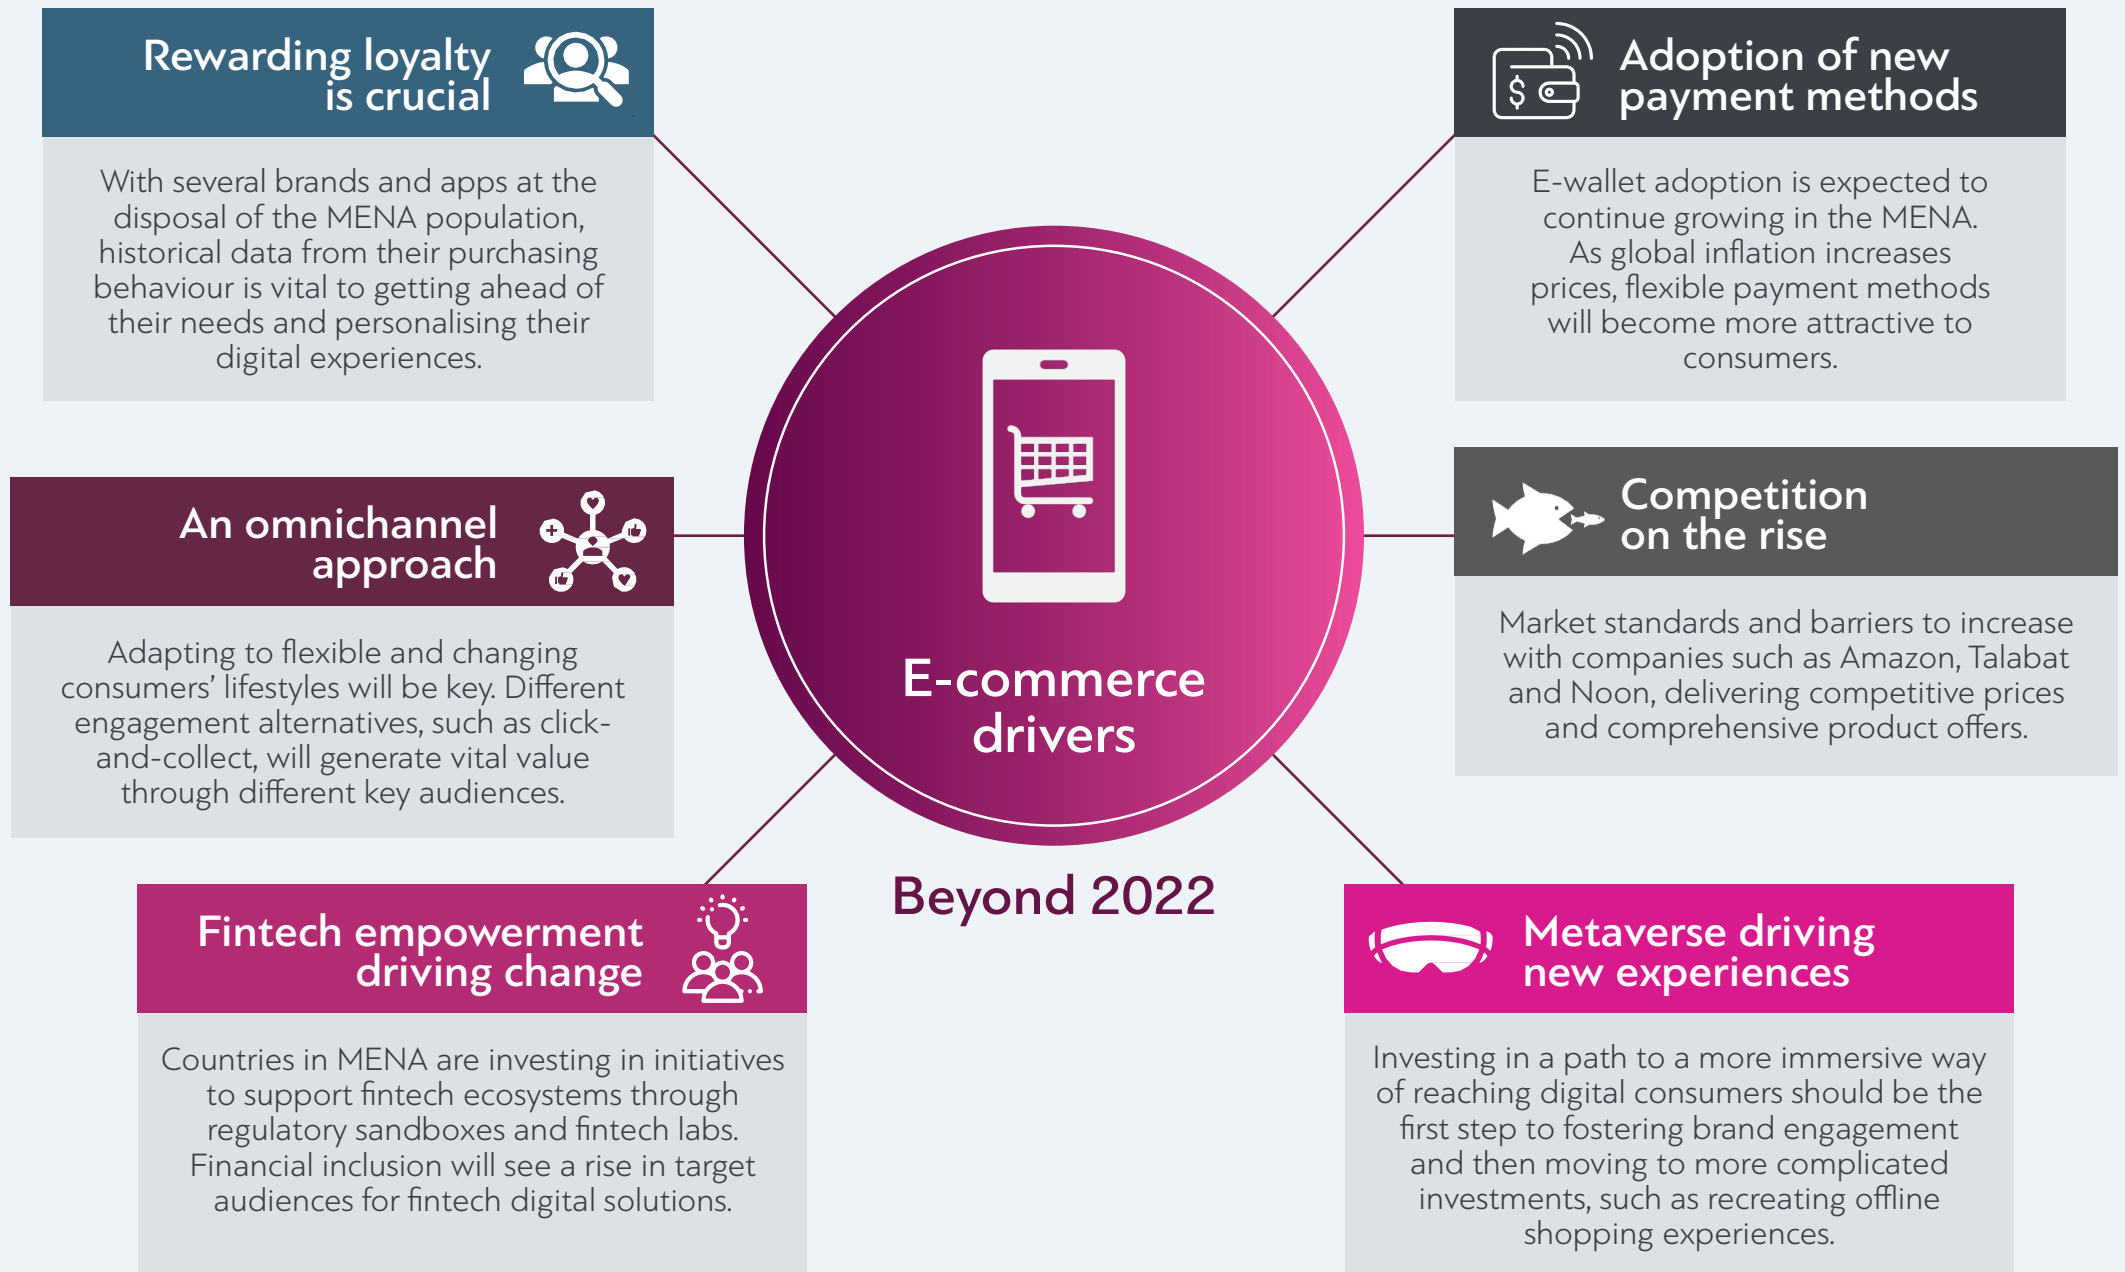 Rewarding loyalty
is crucial
With several brands and apps at the
disposal of the MENA population,
historical data from their purchasing
behaviour is vital to getting ahead of
their needs and personalising their
digital experiences.
An omnichannel
approach
Adapting to flexible and changing
consumers’ lifestyles will be key. Different
engagement alternatives, such as click-
and-collect, will generate vital value
through different key audiences.
Fintech empowerment
driving change
Countries in MENA are investing in initiatives
to support fintech ecosystems through
regulatory sandboxes and fintech labs.
Financial inclusion will see a rise in target
audiences for fintech digital solutions.
E-commerce
drivers
Beyond 2022
$
Adoption of new
payment methods
E-wallet adoption is expected to
continue growing in the MENA.
As global inflation increases
prices, flexible payment methods
will become more attractive to
consumers.
Competition
on the rise
Market standards and barriers to increase
with companies such as Amazon, Talabat
and Noon, delivering competitive prices
and comprehensive product offers.
Metaverse driving
new experiences
Investing in a path to a more immersive way
of reaching digital consumers should be the
first step to fostering brand engagement
and then moving to more complicated
investments, such as recreating offline
shopping experiences.